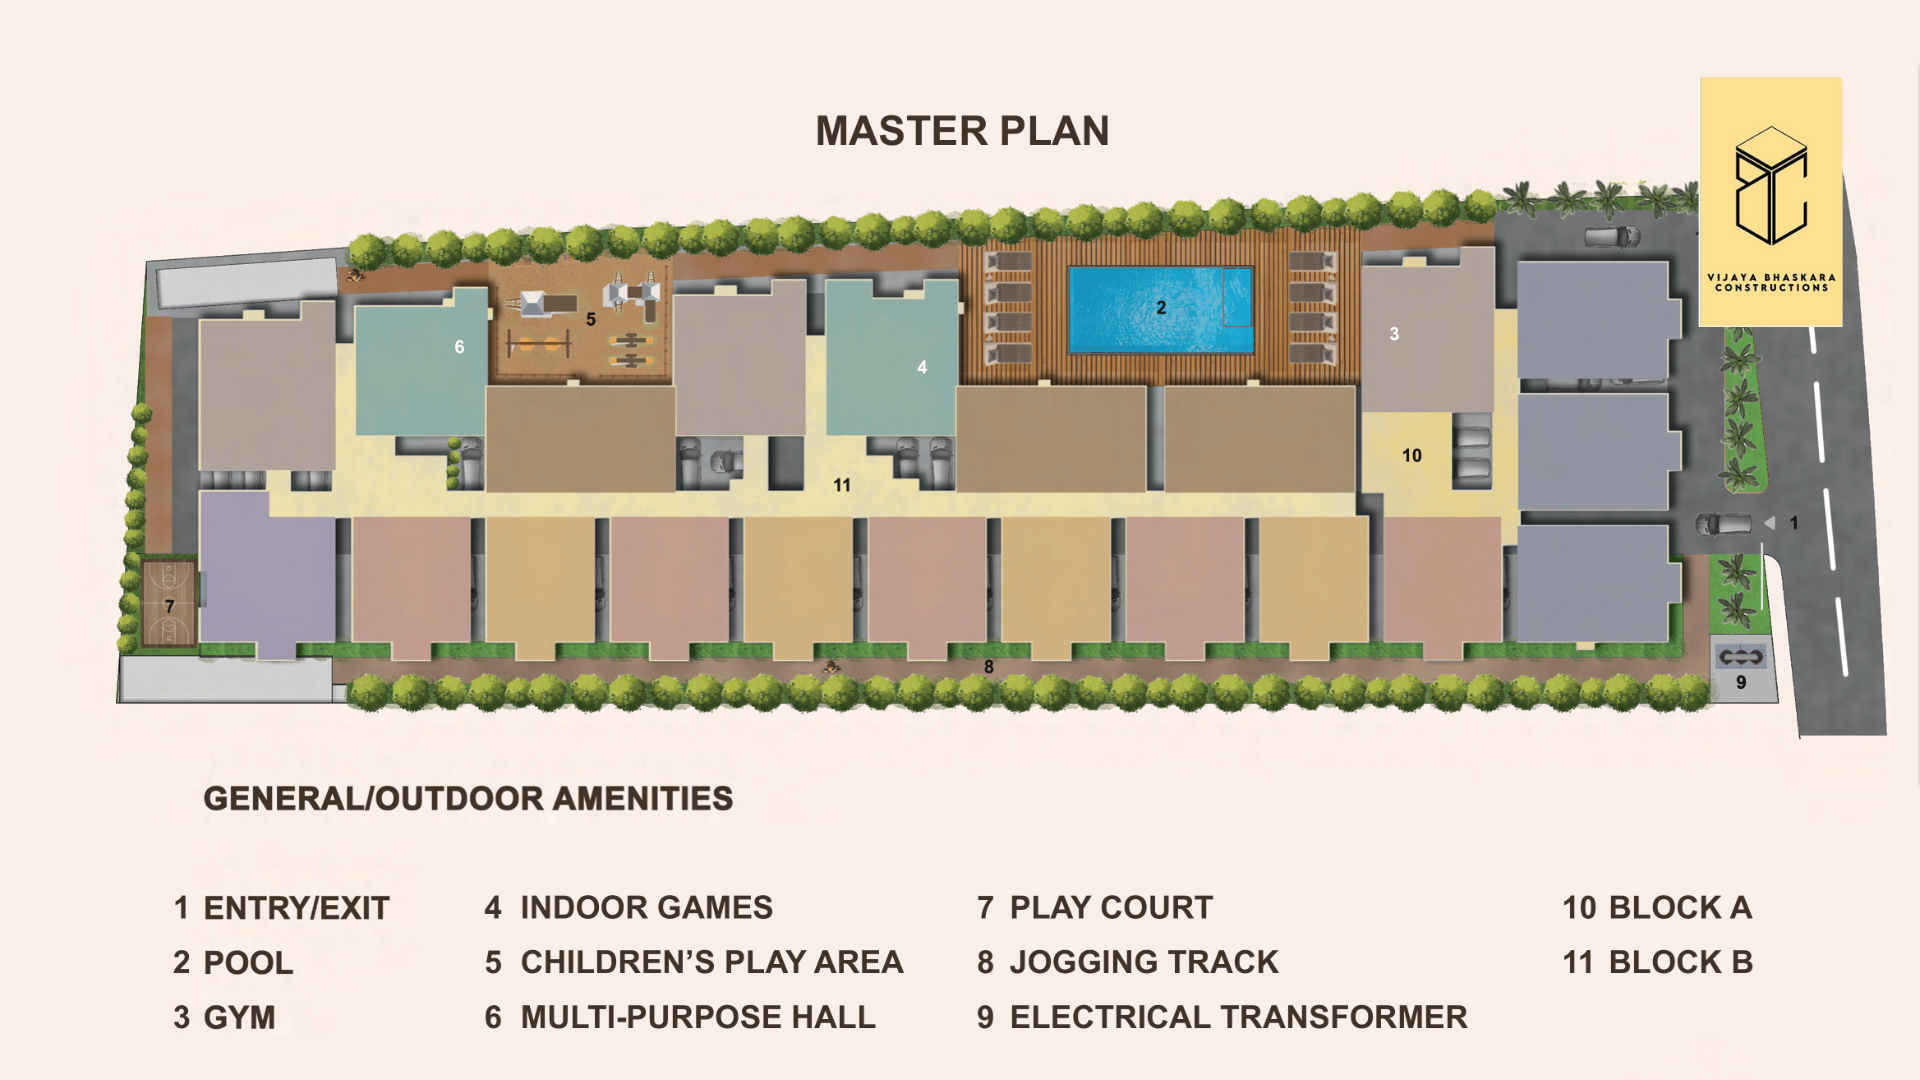 MASTER PLAN
VIJAYA BHASKARA
CONSTRUCTIONS
2
5
3
6
4
10
11
1
7
8
9
GENERAL/OUTDOOR AMENITIES
1 ENTRY/EXIT
2 POOL
3 GYM
4 INDOOR GAMES
5 CHILDREN’S PLAY AREA
6 MULTI-PURPOSE HALL
7 PLAY COURT
8 JOGGING TRACK
9 ELECTRICAL TRANSFORMER
10 BLOCK A
11 BLOCK B